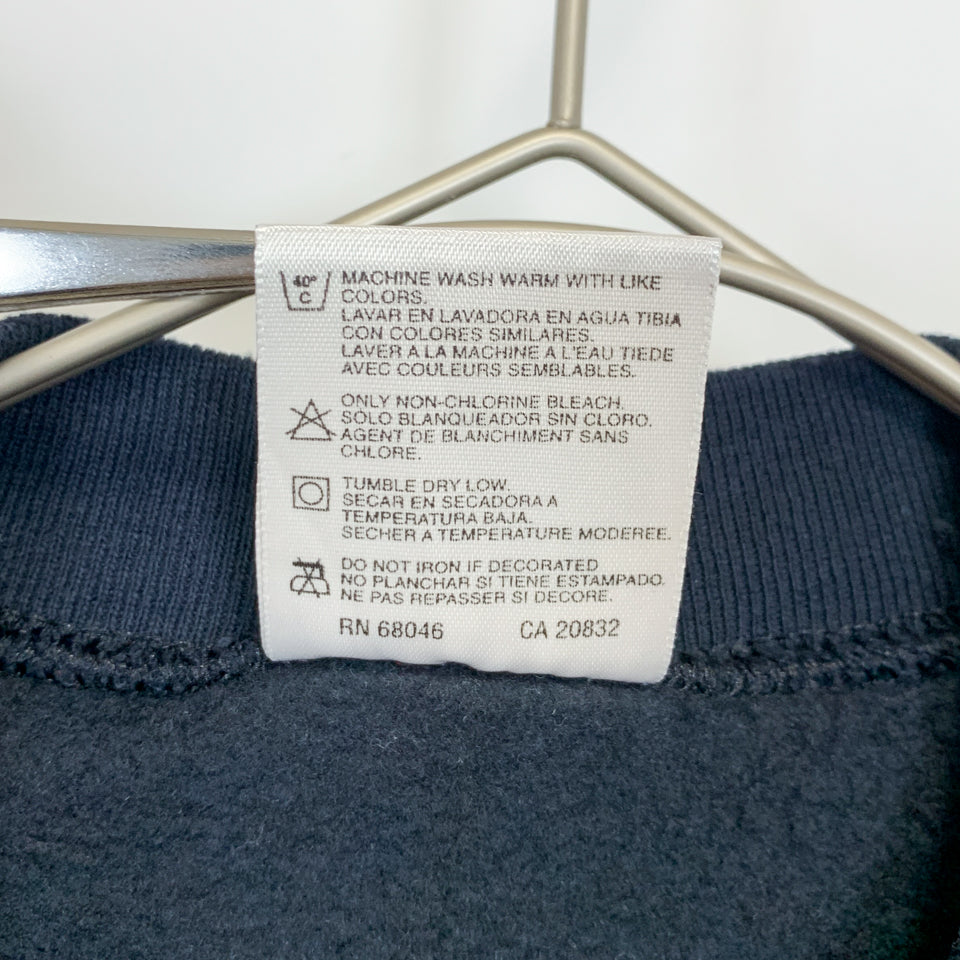 40°
C
MACHINE WASH WARM WITH LIKE
COLORS.
LAVAR EN LAVADORA EN AGUA TIBIA
CON COLORES SIMILARES.
LAVER A LA MACHINE A L'EAU TIEDE
AVEC COULEURS SEMBLABLES.
ONLY NON-CHLORINE BLEACH.
SOLO BLANQUEADOR SIN CLORO.
AGENT DE BLANCHIMENT SANS
CHLORE.
TUMBLE DRY LOW.
SECAR EN SECADORA A
TEMPERATURA BAJA.
SECHER A TEMPERATURE MODEREE.
DO NOT IRON IF DECORATED
NO PLANCHAR SI TIENE ESTAMPADO.
NE PAS REPASSER SI DECORE.
RN 68046 CA 20832